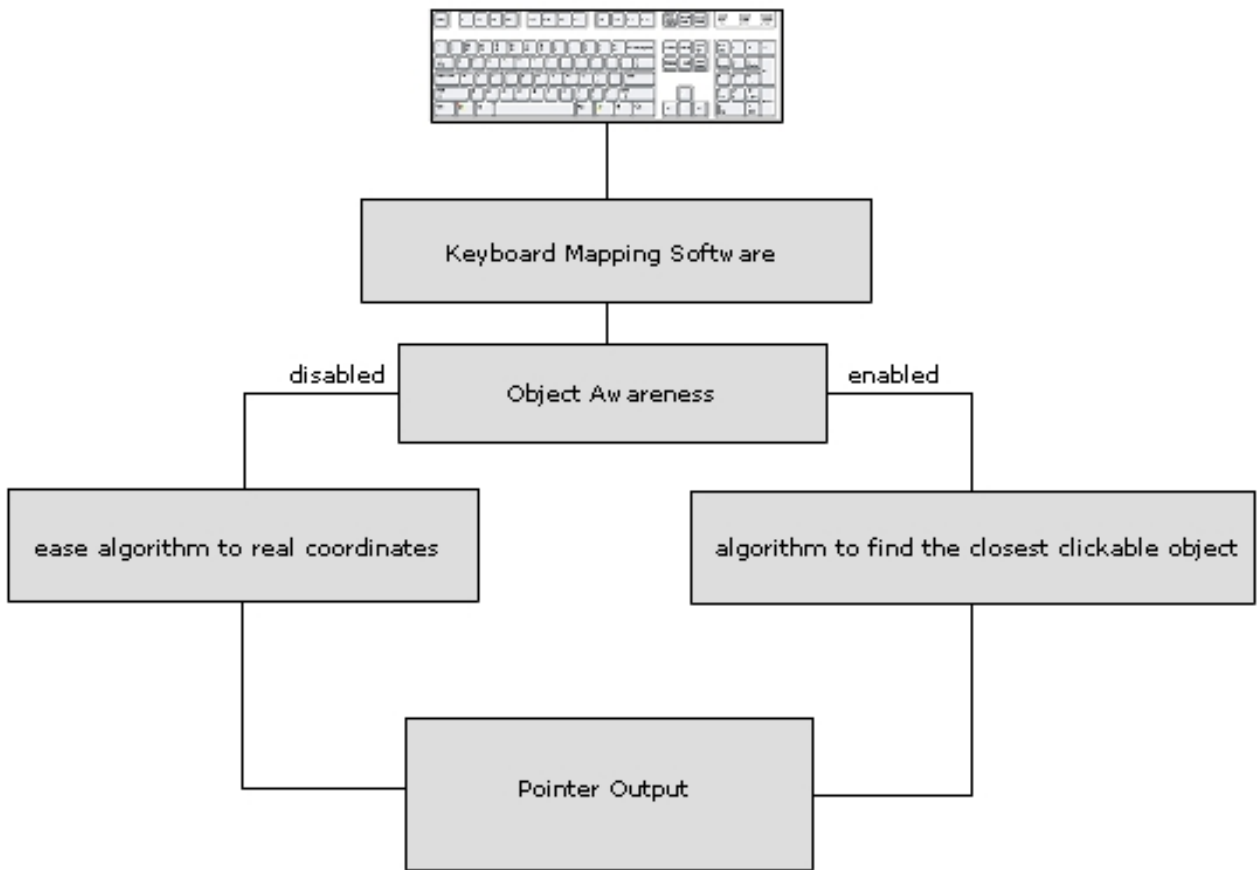 Keyboard Mapping Software
disabled
enabled
Object Awareness
ease algorithm to real coordinates
algorithm to find the closest clickable object
Pointer Output